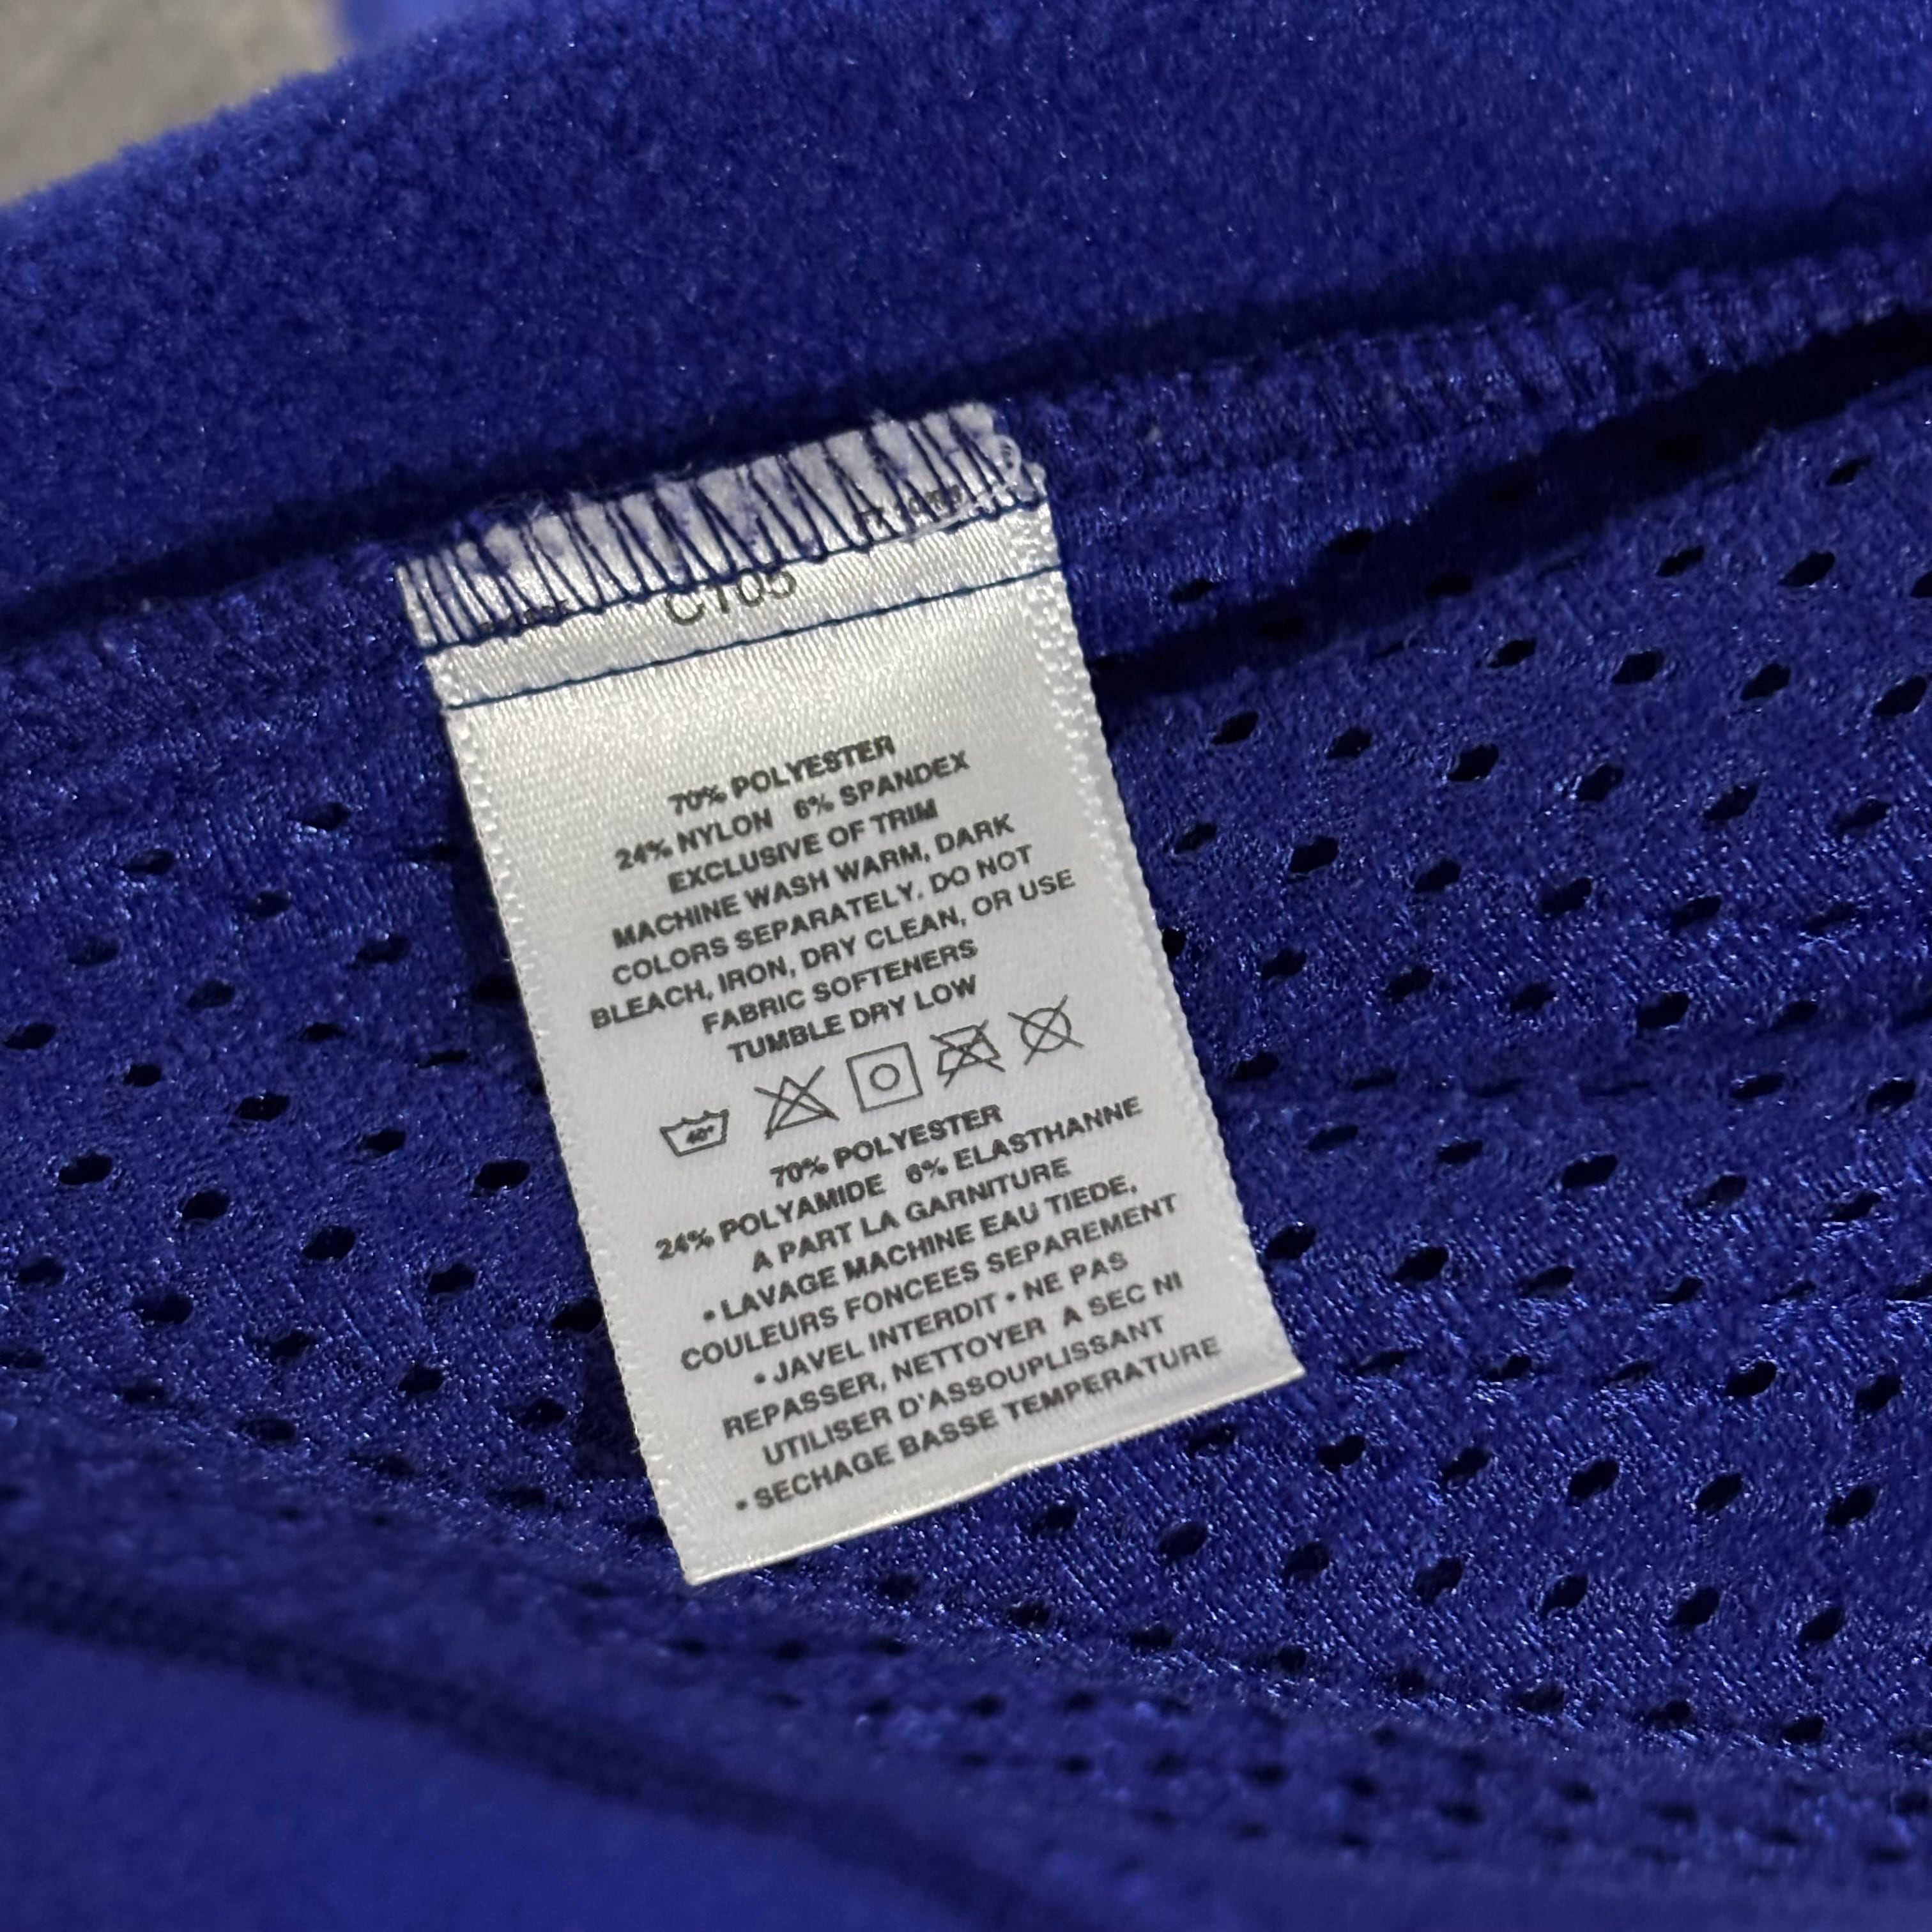 C105
70% POLYESTER
24% NYLON 6% SPANDEX
EXCLUSIVE OF TRIM
MACHINE WASH WARM, DARK
COLORS SEPARATELY. DO NOT
BLEACH, IRON, DRY CLEAN, OR USE
FABRIC SOFTENERS
TUMBLE DRY LOW
40°
70% POLYESTER
24% POLYAMIDE 6% ELASTHANNE
A PART LA GARNITURE
• LAVAGE MACHINE EAU TIEDE,
COULEURS FONCEES SEPAREMENT
• JAVEL INTERDIT • NE PAS
REPASSER, NETTOYER A SEC NI
UTILISER D'ASSOUPLISSANT
• SECHAGE BASSE TEMPERATURE